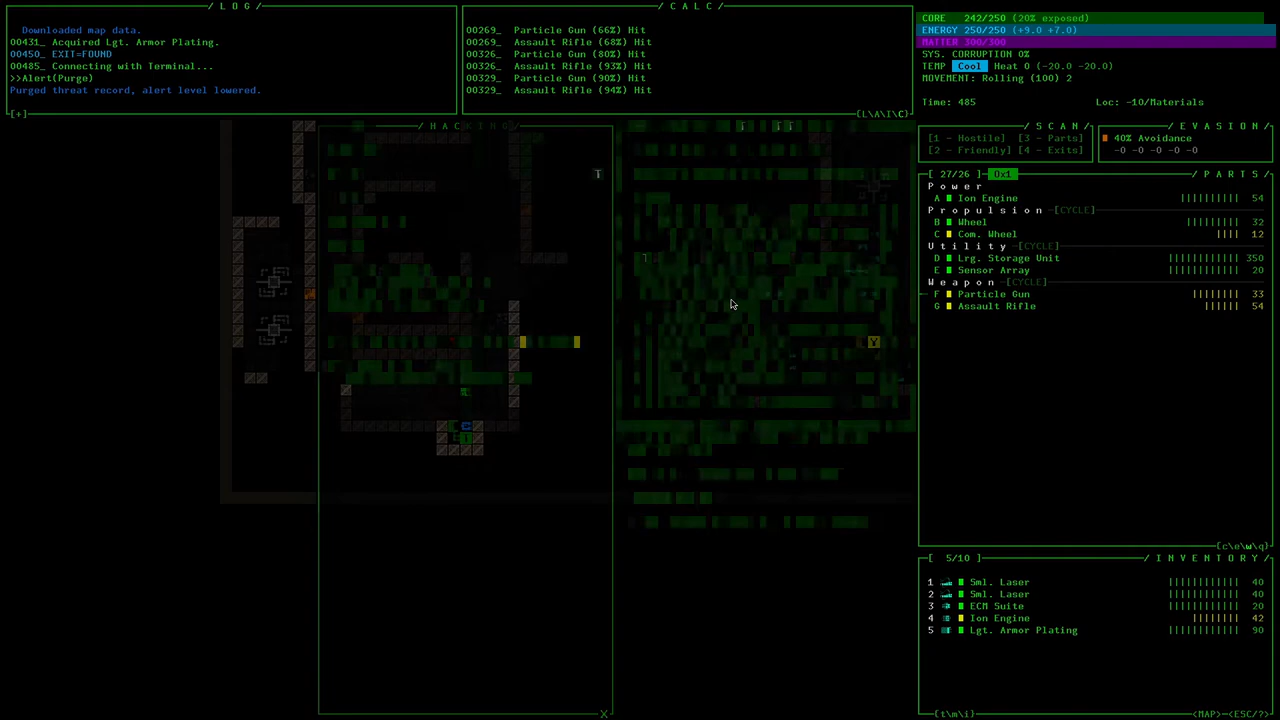 / L O G /
Downloaded map data.
00431_ Acquired Lgt. Armor Plating.
00450_ EXIT=FOUND
00485_ Connecting with Terminal...
>>Alert(Purge)
Purged threat record, alert level lowered.
[+]
/ C A L C /
00269_ Particle Gun (66%) Hit
00269_ Assault Rifle (68%) Hit
00326_ Particle Gun (80%) Hit
00326_ Assault Rifle (93%) Hit
00329_ Particle Gun (90%) Hit
00329_ Assault Rifle (94%) Hit
[L\A\I\C]
CORE 242/250 (20% exposed)
ENERGY 250/250 (+9.0 +7.0)
MATTER 300/300
SYS. CORRUPTION 0%
TEMP Cool Heat 0 (-20.0 -20.0)
MOVEMENT: Rolling (100) 2
Time: 485 Loc: -10/Materials
/ S C A N /
[1 - Hostile] [3 - Parts]
[2 - Friendly] [4 - Exits]
/ E V A S I O N /
40% Avoidance
-0 -0 -0 -0 -0
[ 27/26 ] 0x1 / P A R T S /
P o w e r
A Ion Engine 54
P r o p u l s i o n [CYCLE]
B Wheel 32
C Com. Wheel 12
U t i l i t y [CYCLE]
D Lrg. Storage Unit 350
E Sensor Array 20
W e a p o n [CYCLE]
F Particle Gun 33
G Assault Rifle 54
[c\e\w\q]
[ 5/10 ] / I N V E N T O R Y /
1 Sml. Laser 40
2 Sml. Laser 40
3 ECM Suite 20
4 Ion Engine 42
5 Lgt. Armor Plating 90
[t\m\i] <MAP>-<ESC/?>
/ H A C K I N G /
T
T
Y
X